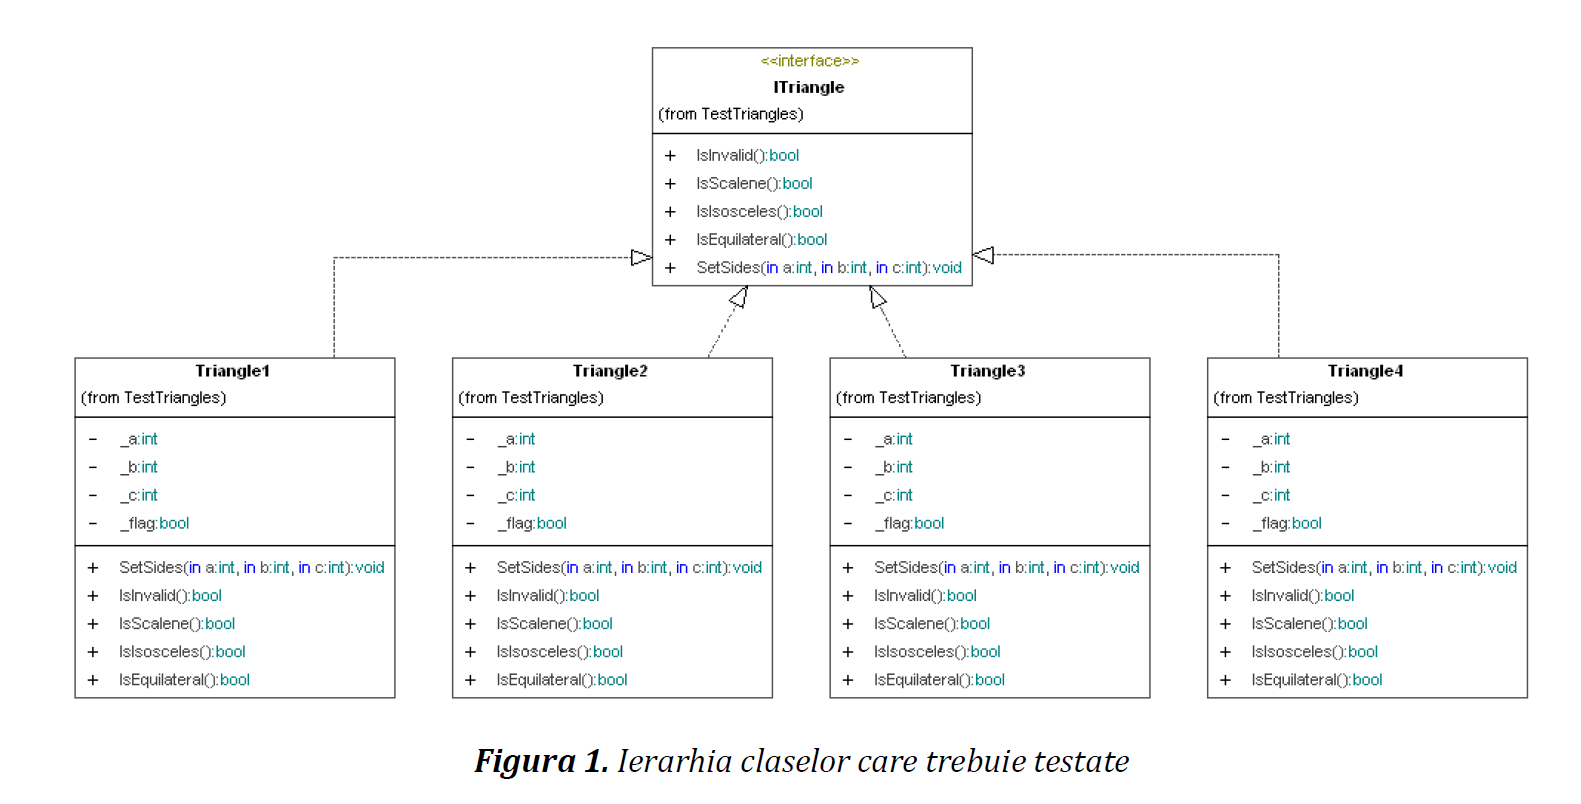 <<interface>>
ITriangle
(from TestTriangles)
+ IsInvalid():bool
+ IsScalene():bool
+ IsIsosceles():bool
+ IsEquilateral():bool
+ SetSides(in a:int, in b:int, in c:int):void
Triangle1
(from TestTriangles)
- _a:int
- _b:int
- _c:int
- _flag:bool
+ SetSides(in a:int, in b:int, in c:int):void
+ IsInvalid():bool
+ IsScalene():bool
+ IsIsosceles():bool
+ IsEquilateral():bool
Triangle2
(from TestTriangles)
- _a:int
- _b:int
- _c:int
- _flag:bool
+ SetSides(in a:int, in b:int, in c:int):void
+ IsInvalid():bool
+ IsScalene():bool
+ IsIsosceles():bool
+ IsEquilateral():bool
Triangle3
(from TestTriangles)
- _a:int
- _b:int
- _c:int
- _flag:bool
+ SetSides(in a:int, in b:int, in c:int):void
+ IsInvalid():bool
+ IsScalene():bool
+ IsIsosceles():bool
+ IsEquilateral():bool
Triangle4
(from TestTriangles)
- _a:int
- _b:int
- _c:int
- _flag:bool
+ SetSides(in a:int, in b:int, in c:int):void
+ IsInvalid():bool
+ IsScalene():bool
+ IsIsosceles():bool
+ IsEquilateral():bool
Figura 1. Ierarhia claselor care trebuie testate